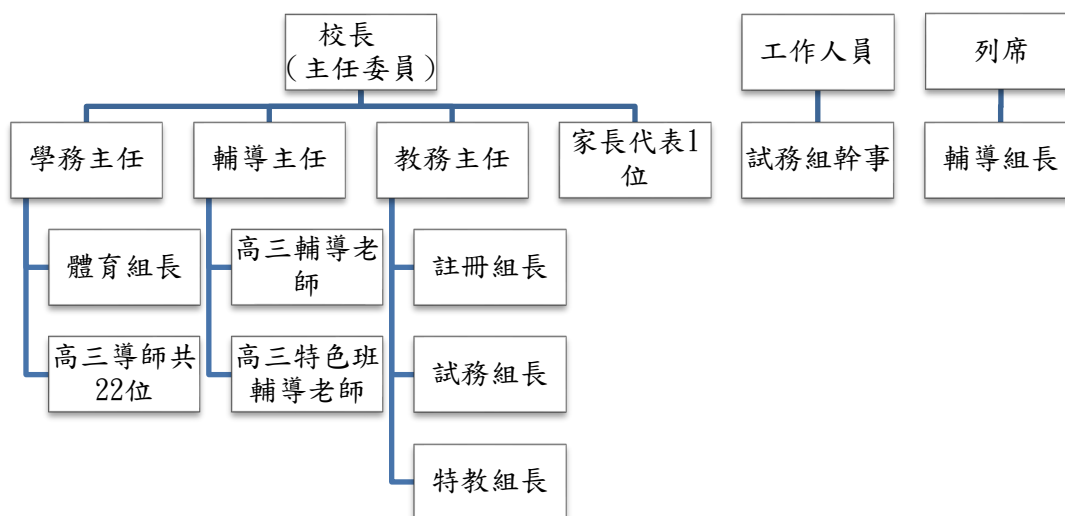 校長
（主任委員）
工作人員
列席
學務主任
輔導主任
教務主任
家長代表1
位
試務組幹事
輔導組長
體育組長
高三輔導老
師
註冊組長
高三導師共
22位
高三特色班
輔導老師
試務組長
特教組長